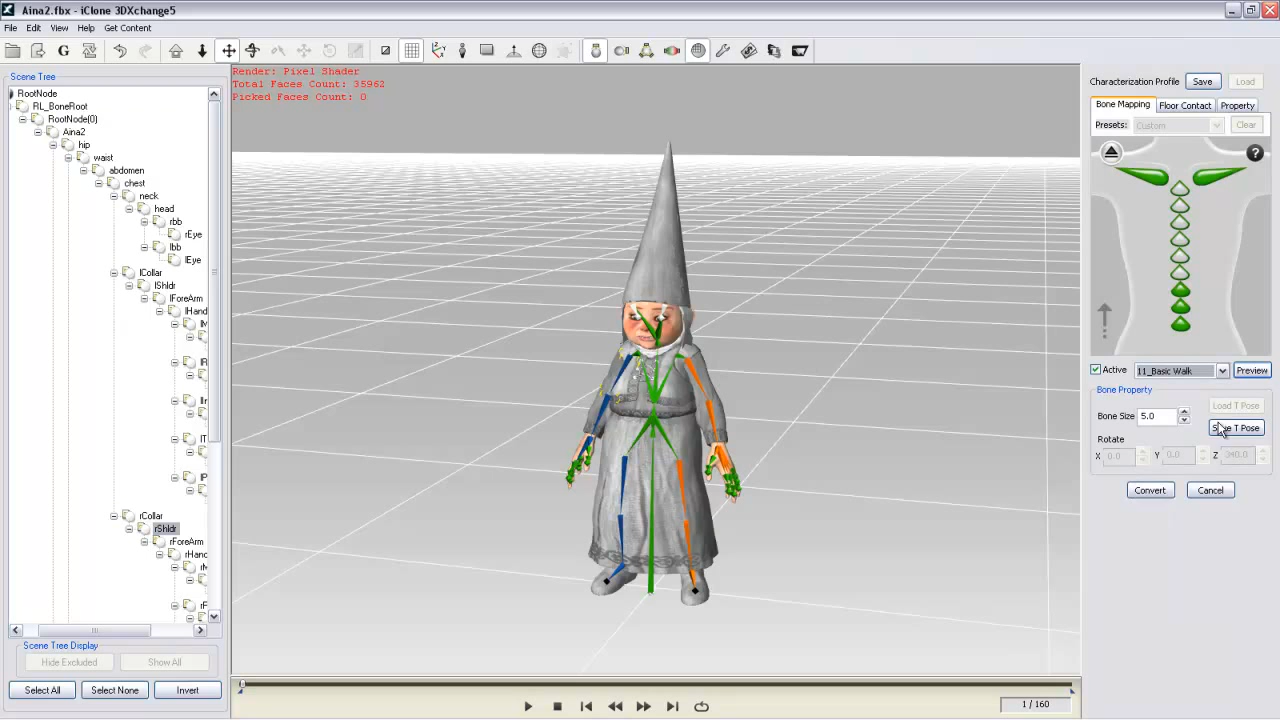 Aina2.fbx - iClone 3DXchange5
File Edit View Help Get Content
G
Scene Tree
RootNode
RL_BoneRoot
RootNode(0)
Aina2
hip
waist
abdomen
chest
neck
head
rbb
rEye
lbb
lEye
lCollar
lShldr
lForeArm
lHand
rCollar
rShldr
rForeArm
rHand
Scene Tree Display
Hide Excluded Show All
Select All Select None Invert
Render: Pixel Shader
Total Faces Count: 35962
Picked Faces Count: 0
1 / 160
Characterization Profile Save Load
Bone Mapping Floor Contact Property
Presets: Custom Clear
?
Active 11_Basic Walk Preview
Bone Property
Load T Pose
Bone Size 5.0
T Pose
Rotate
X 0.0 Y 0.0 Z 340.0
Convert Cancel